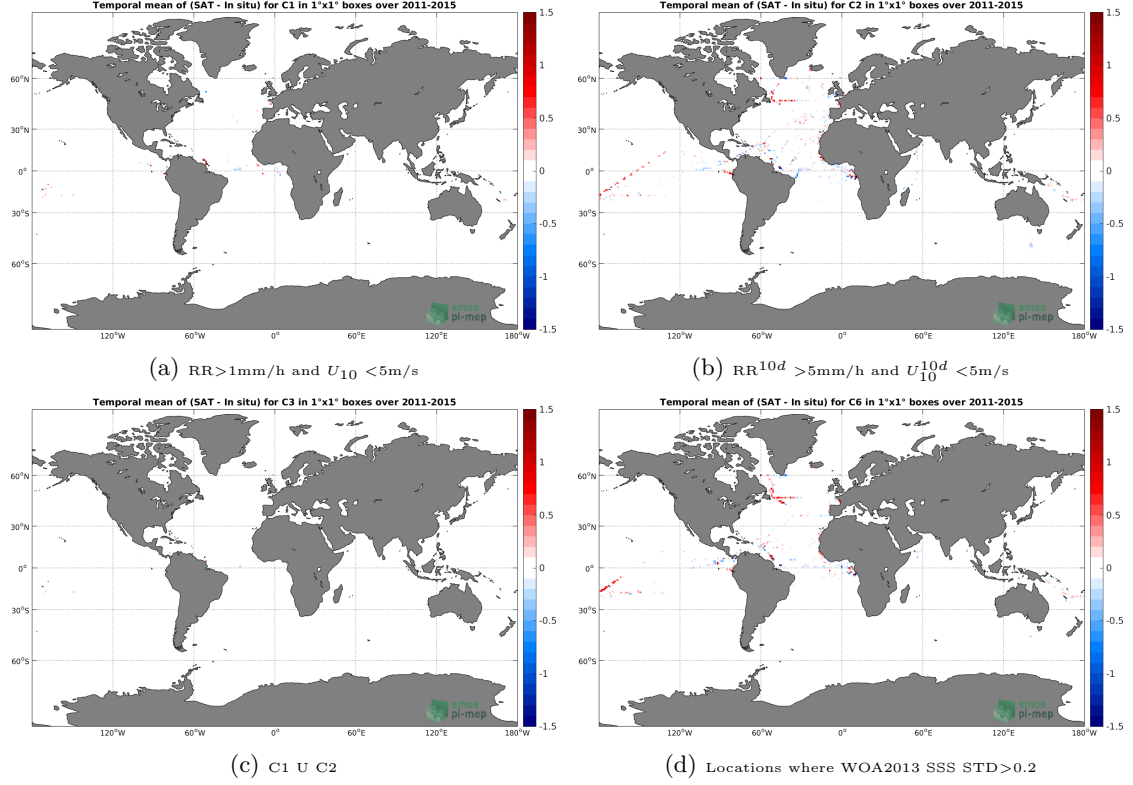 Temporal mean of (SAT - In situ) for C1 in 1°x1° boxes over 2011-2015
1.5
1
0.5
0
-0.5
-1
-1.5
60°N
30°N
0°
30°S
60°S
120°W
60°W
0°
60°E
120°E
180°W
smos
pi-mep
(a) RR>1mm/h and U10 <5m/s
Temporal mean of (SAT - In situ) for C2 in 1°x1° boxes over 2011-2015
1.5
1
0.5
0
-0.5
-1
-1.5
60°N
30°N
0°
30°S
60°S
120°W
60°W
0°
60°E
120°E
180°W
smos
pi-mep
(b) RR10d >5mm/h and U10d10 <5m/s
Temporal mean of (SAT - In situ) for C3 in 1°x1° boxes over 2011-2015
1.5
1
0.5
0
-0.5
-1
-1.5
60°N
30°N
0°
30°S
60°S
120°W
60°W
0°
60°E
120°E
180°W
smos
pi-mep
(c) C1 U C2
Temporal mean of (SAT - In situ) for C6 in 1°x1° boxes over 2011-2015
1.5
1
0.5
0
-0.5
-1
-1.5
60°N
30°N
0°
30°S
60°S
120°W
60°W
0°
60°E
120°E
180°W
smos
pi-mep
(d) Locations where WOA2013 SSS STD>0.2